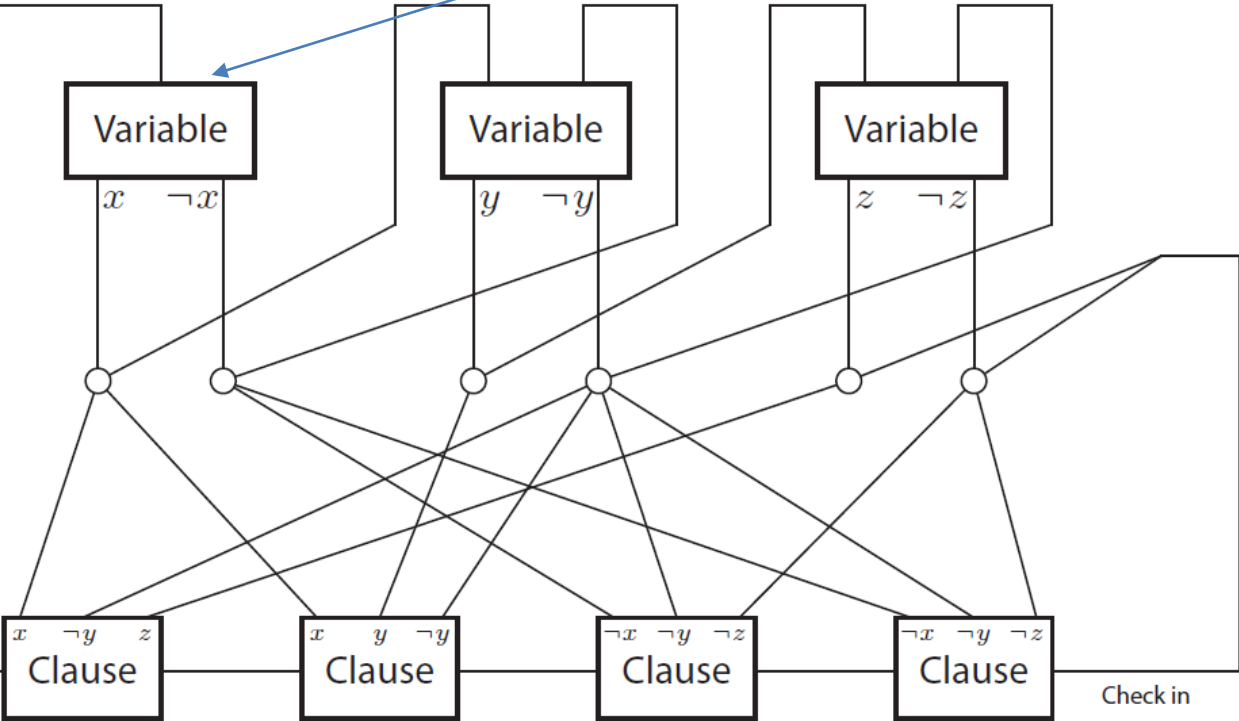 Variable Variable Variable
x ¬x y ¬y z ¬z
x ¬y z x y ¬y ¬x ¬y ¬z ¬x ¬y ¬z
Clause Clause Clause Clause
Check in